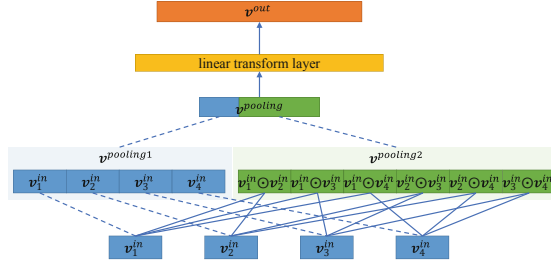 v^out
linear transform layer
v^pooling
v^pooling1 v^pooling2
v_1^in v_2^in v_3^in v_4^in v_1^in⊙v_2^in v_1^in⊙v_3^in v_1^in⊙v_4^in v_2^in⊙v_3^in v_2^in⊙v_4^in v_3^in⊙v_4^in
v_1^in v_2^in v_3^in v_4^in